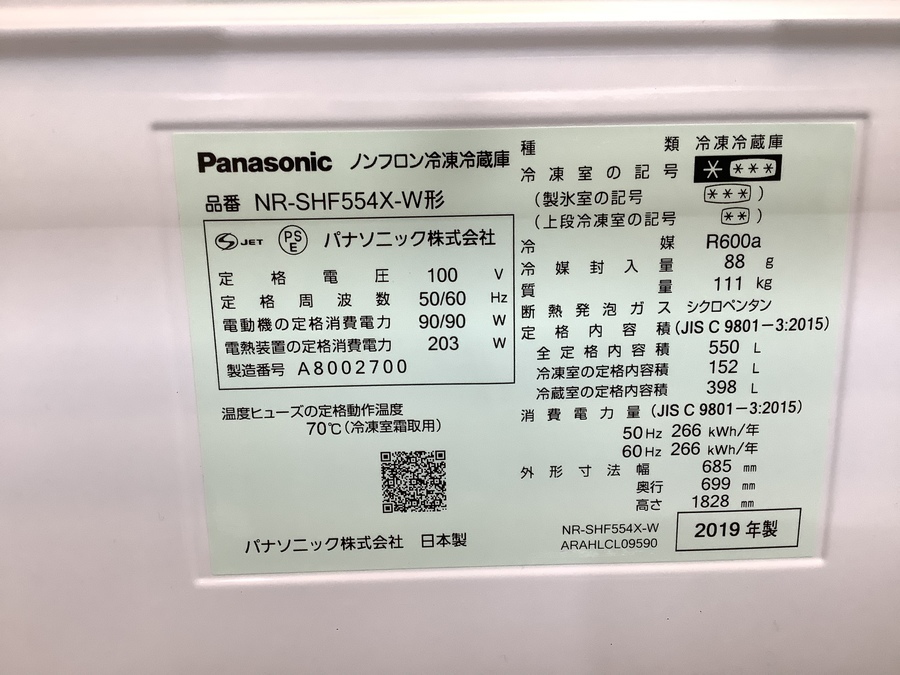 Panasonic ノンフロン冷凍冷蔵庫
品番 NR-SHF554X-W形
S JET PSE パナソニック株式会社
定格電圧 100 V
定格周波数 50/60 Hz
電動機の定格消費電力 90/90 W
電熱装置の定格消費電力 203 W
製造番号 A8002700
温度ヒューズの定格動作温度
70℃(冷凍室霜取用)
パナソニック株式会社 日本製
種類 冷凍冷蔵庫
冷凍室の記号 * ***
(製氷室の記号 ***)
(上段冷凍室の記号 **)
冷媒 R600a
冷媒封入量 88 g
質量 111 kg
断熱発泡ガス シクロペンタン
定格内容積 (JIS C 9801-3:2015)
全定格内容積 550 L
冷凍室の定格内容積 152 L
冷蔵室の定格内容積 398 L
消費電力量 (JIS C 9801-3:2015)
50Hz 266 kWh/年
60Hz 266 kWh/年
外形寸法幅 685 mm
奥行 699 mm
高さ 1828 mm
NR-SHF554X-W
ARAHLCL09590
2019年製